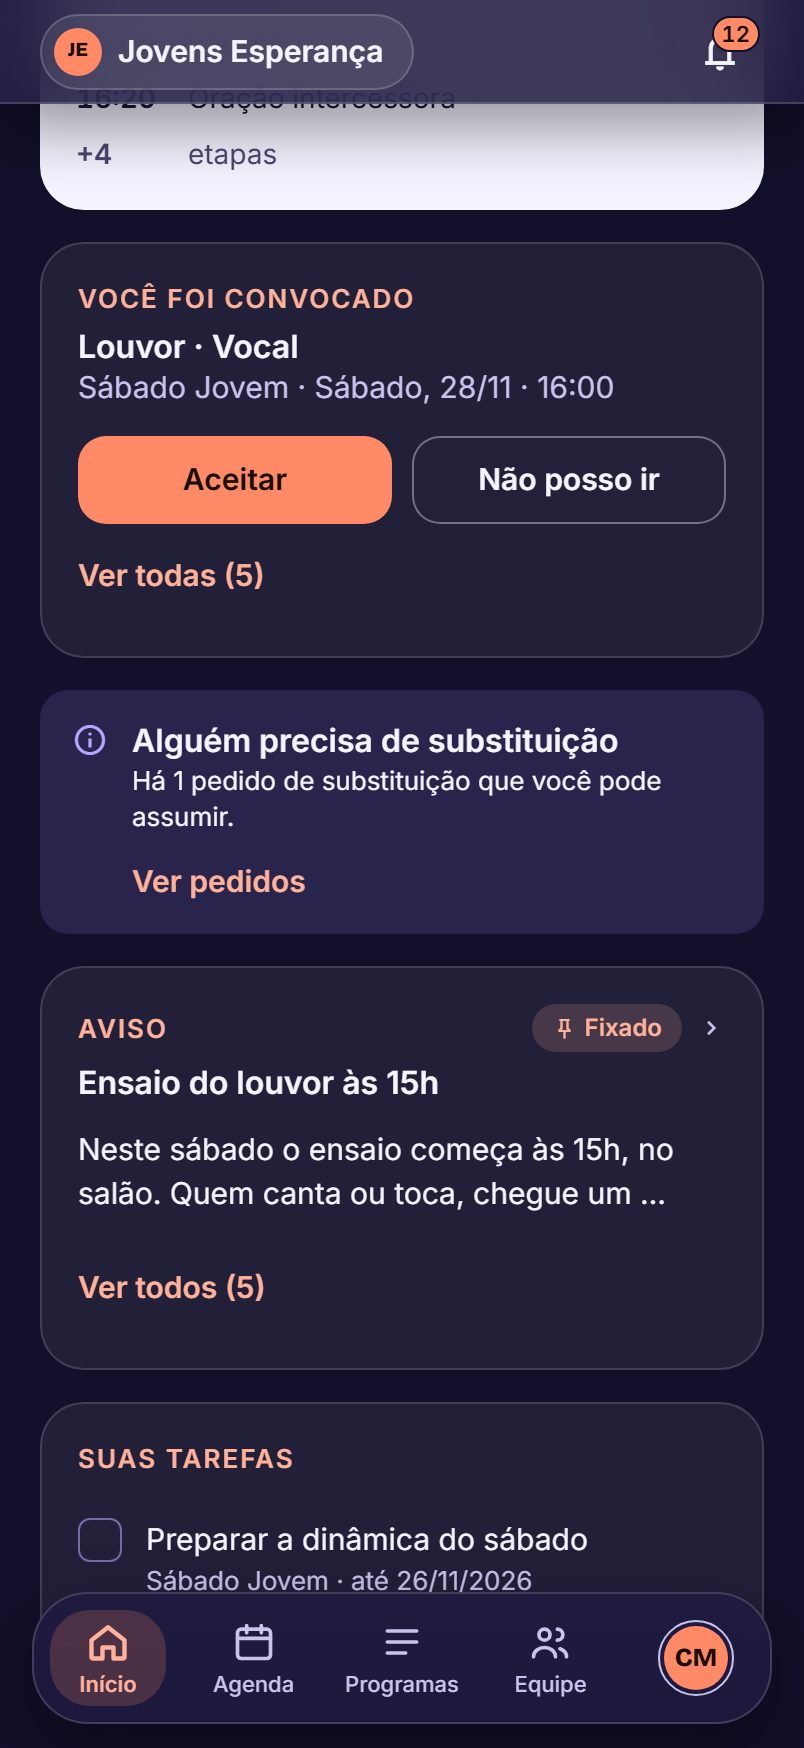 JE Jovens Esperança 12
16:20 Oração intercessora
+4 etapas
VOCÊ FOI CONVOCADO
Louvor · Vocal
Sábado Jovem · Sábado, 28/11 · 16:00
Aceitar Não posso ir
Ver todas (5)
Alguém precisa de substituição
Há 1 pedido de substituição que você pode
assumir.
Ver pedidos
AVISO Fixado
Ensaio do louvor às 15h
Neste sábado o ensaio começa às 15h, no
salão. Quem canta ou toca, chegue um ...
Ver todos (5)
SUAS TAREFAS
Preparar a dinâmica do sábado
Sábado Jovem · até 26/11/2026
Início Agenda Programas Equipe CM